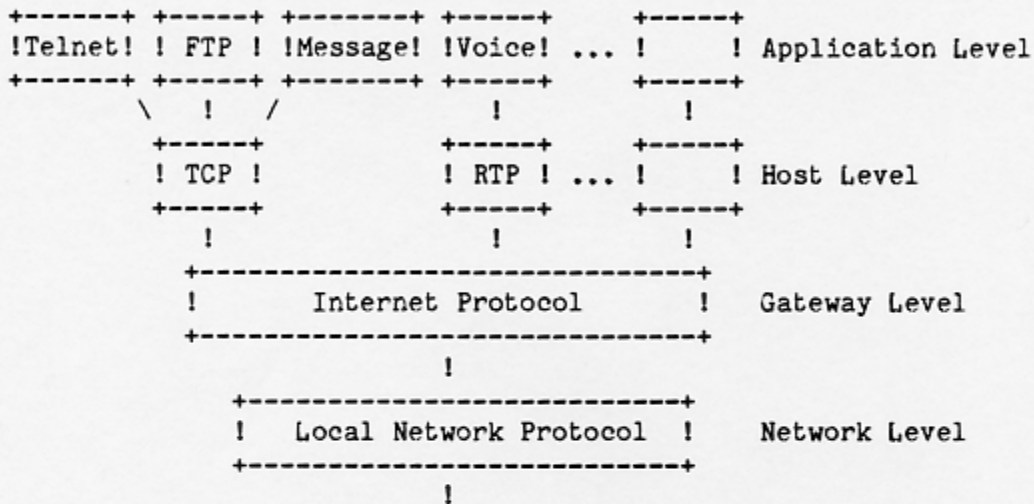 +------+ +-----+ +-------+ +-----+     +-----+
!Telnet! ! FTP ! !Message! !Voice! ... !     ! Application Level
+------+ +-----+ +-------+ +-----+     +-----+
\   !   /             !           !
+-----+           +-----+     +-----+
! TCP !           ! RTP ! ... !     ! Host Level
+-----+           +-----+     +-----+
!                 !           !
+-------------------------------+
!       Internet Protocol       !   Gateway Level
+-------------------------------+
!
+---------------------------+
!   Local Network Protocol  !    Network Level
+---------------------------+
!